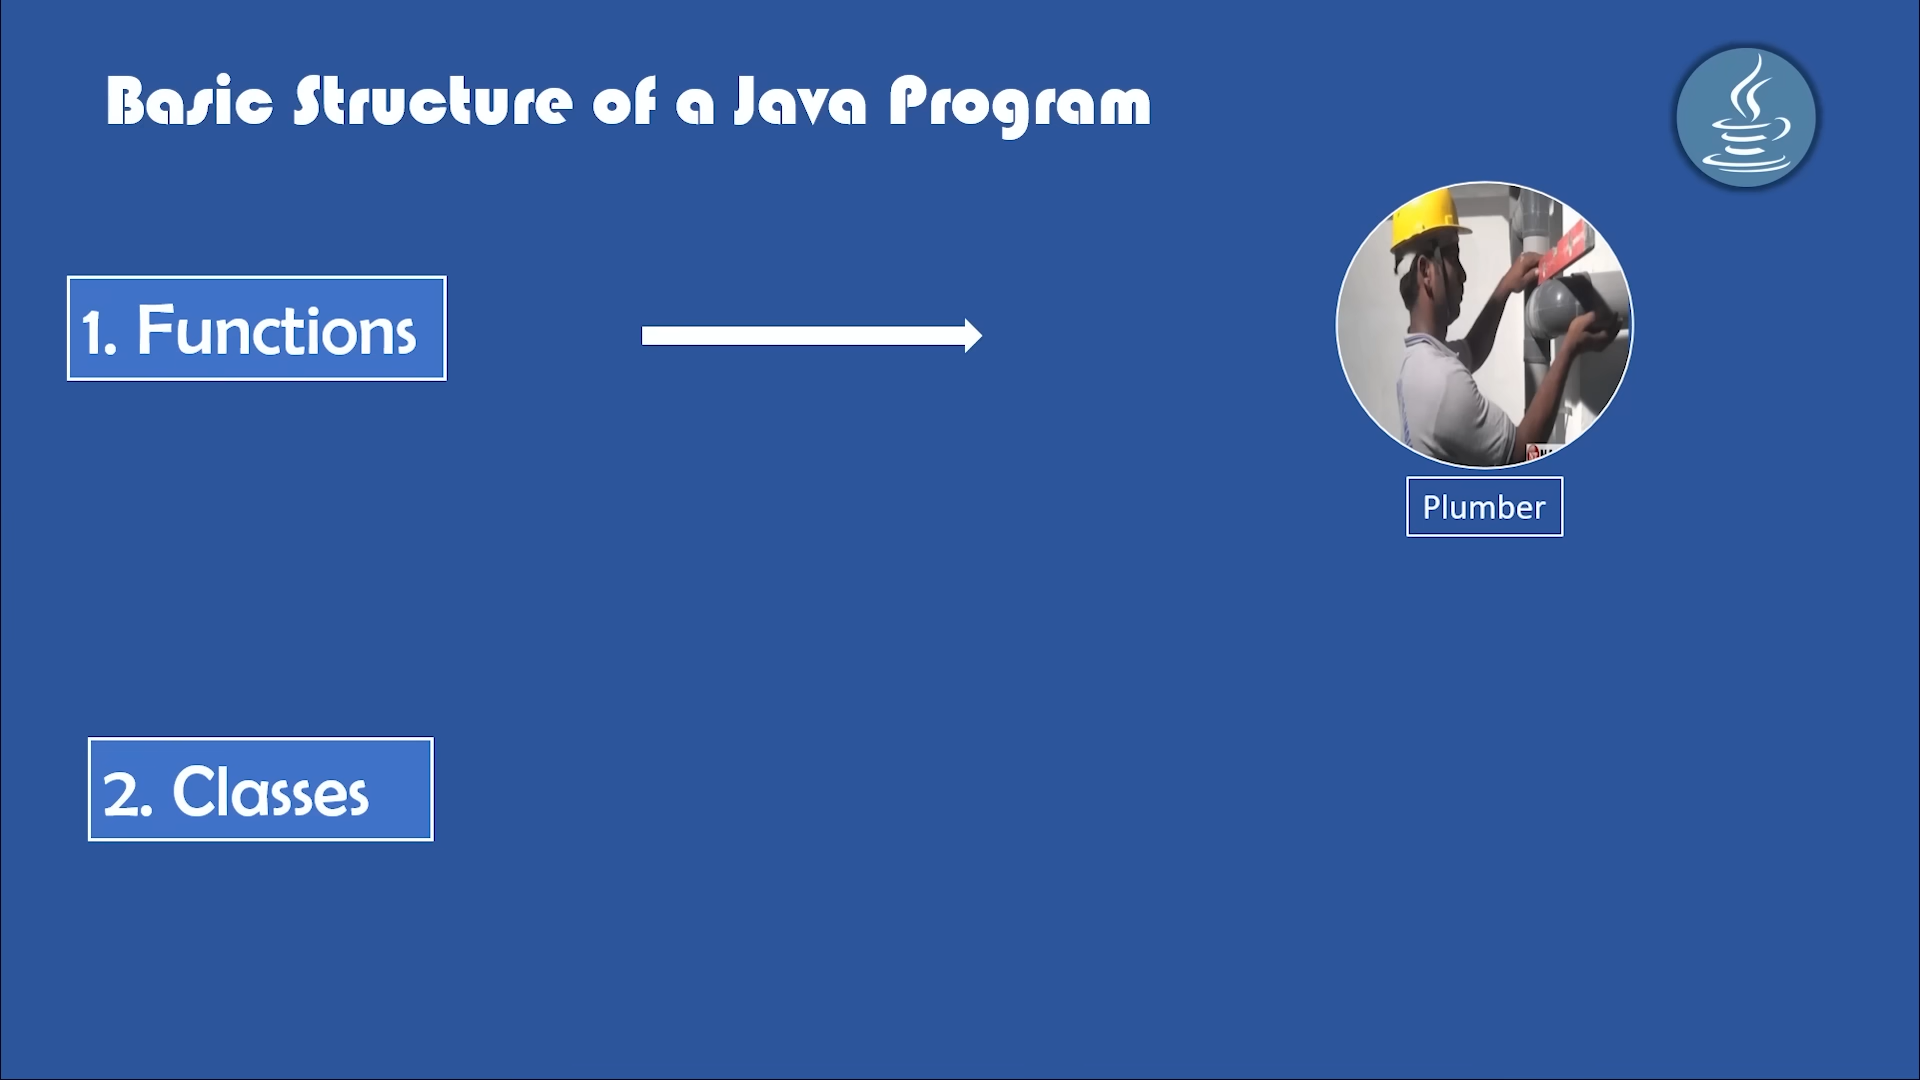 Basic Structure of a Java Program
1. Functions
Plumber
2. Classes